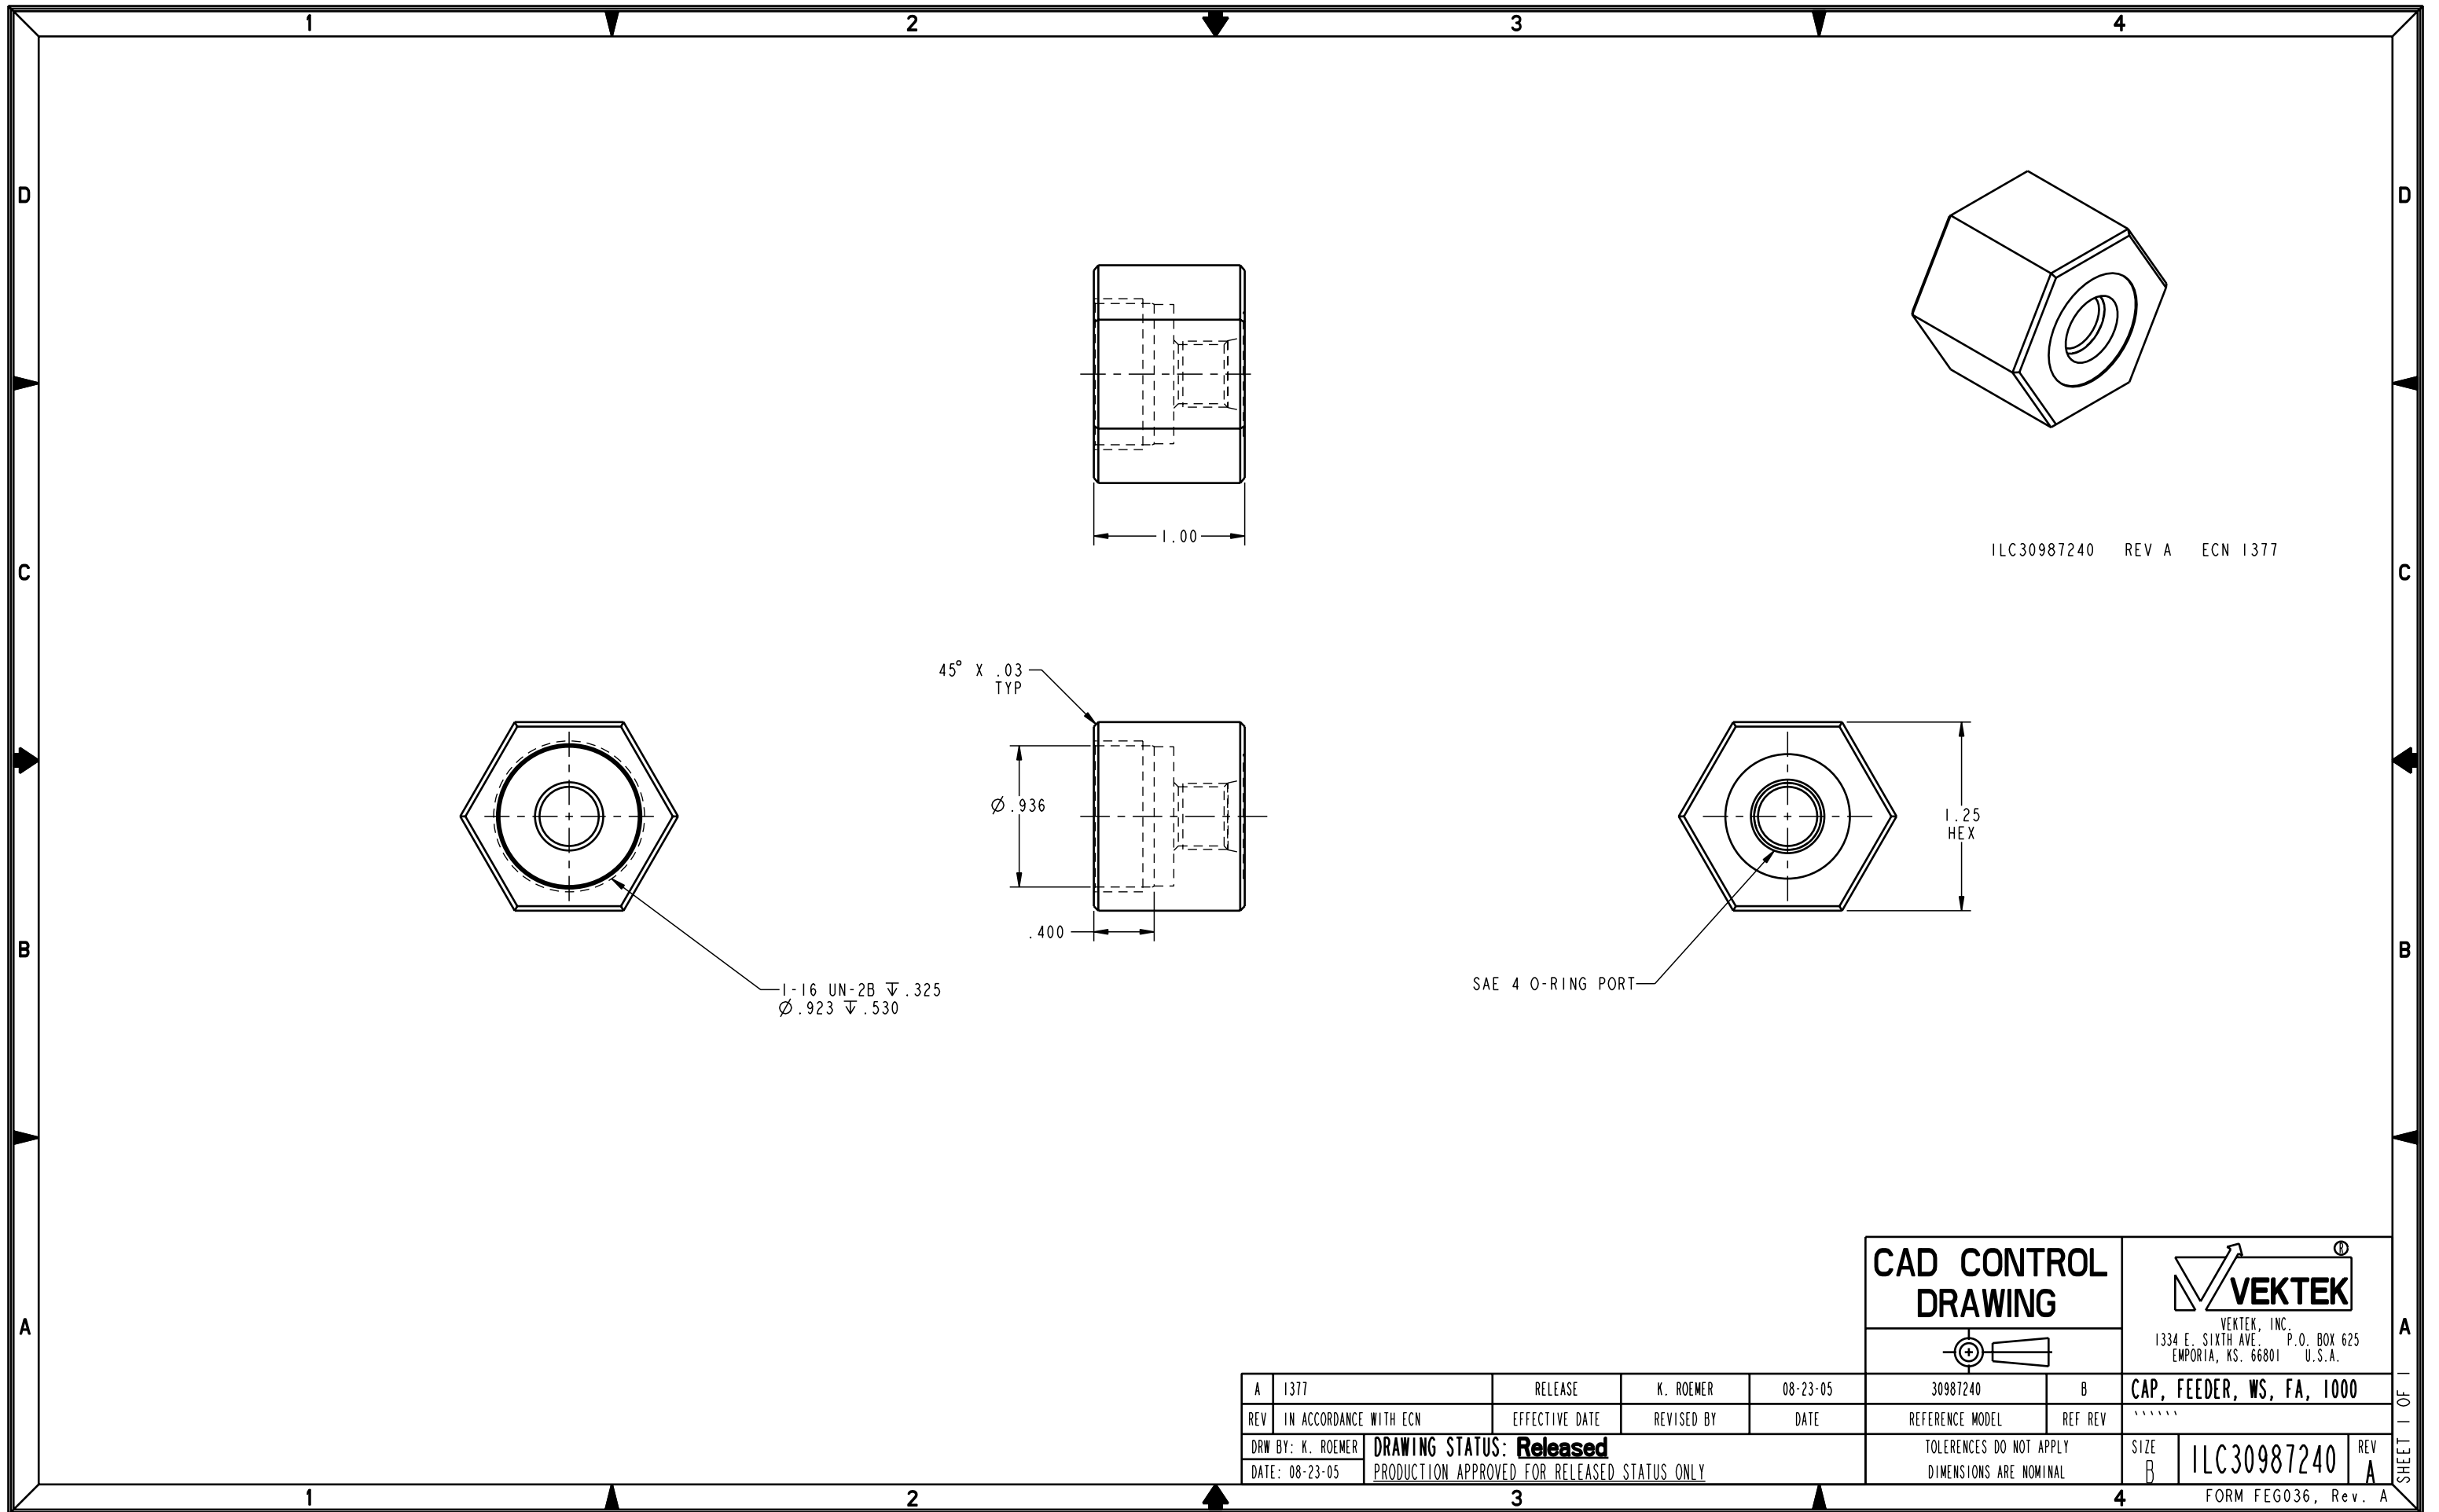 1 2 3 4
D D
1.00
ILC30987240 REV A ECN 1377
C C
45° X .03
TYP
Ø.936
1.25
HEX
.400
B B
SAE 4 O-RING PORT
1-16 UN-2B ↧.325
Ø.923 ↧.530
CAD CONTROL
DRAWING
®
VEKTEK
VEKTEK, INC.
1334 E. SIXTH AVE. P.O. BOX 625
EMPORIA, KS. 66801 U.S.A.
A A
A 1377 RELEASE K. ROEMER 08-23-05 30987240 B CAP, FEEDER, WS, FA, 1000
REV IN ACCORDANCE WITH ECN EFFECTIVE DATE REVISED BY DATE REFERENCE MODEL REF REV ``````
DRW BY: K. ROEMER DRAWING STATUS: Released TOLERENCES DO NOT APPLY SIZE ILC30987240 REV
DATE: 08-23-05 PRODUCTION APPROVED FOR RELEASED STATUS ONLY DIMENSIONS ARE NOMINAL B A
SHEET 1 OF 1
1 2 3 4 FORM FEG036, Rev. A